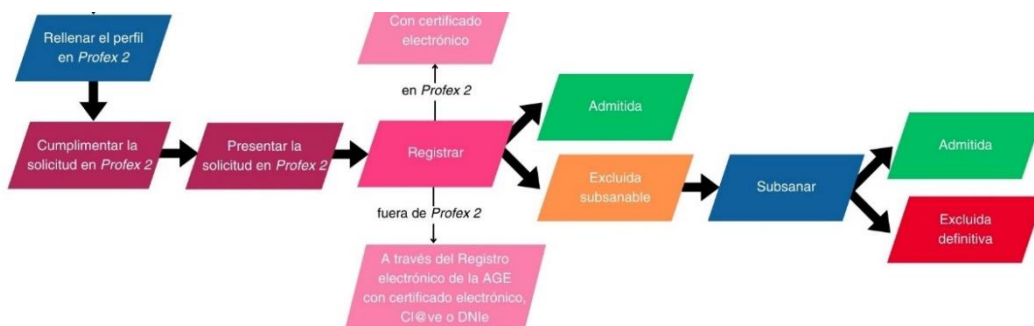 Rellenar el perfil
en Profex 2
Con certificado
electrónico
en Profex 2
Cumplimentar la
solicitud en Profex 2
Presentar la
solicitud en Profex 2
Registrar
Admitida
Excluida
subsanable
Subsanar
Admitida
Excluida
definitiva
fuera de Profex 2
A través del Registro
electrónico de la AGE
con certificado electrónico,
Cl@ve o DNIe